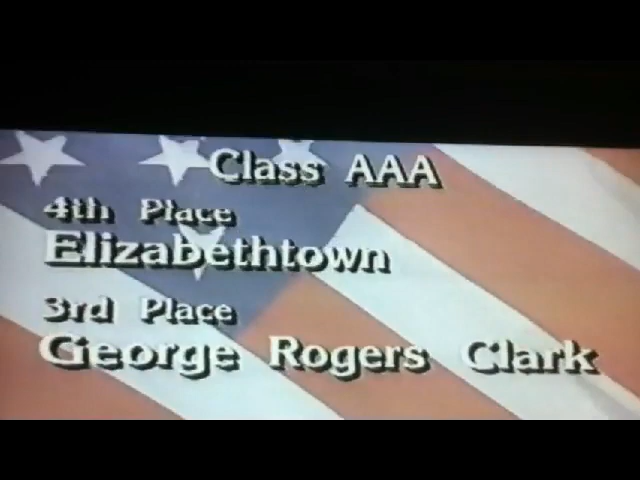 Class AAA
4th Place
Elizabethtown
3rd Place
George Rogers Clark